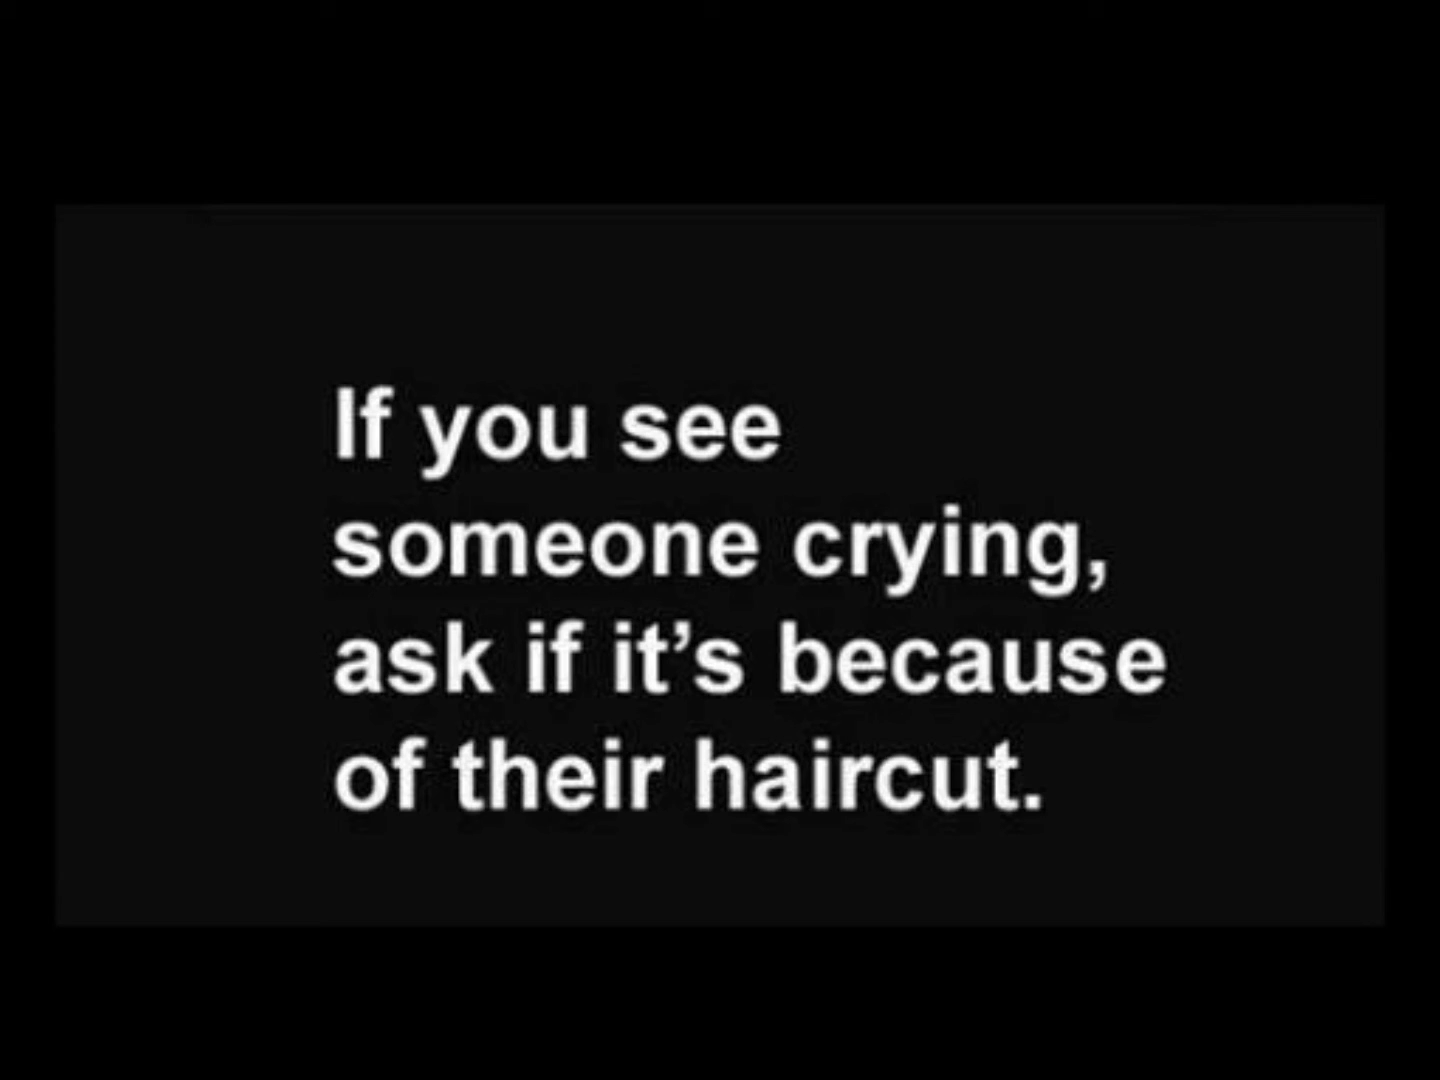 If you see
someone crying,
ask if it’s because
of their haircut.